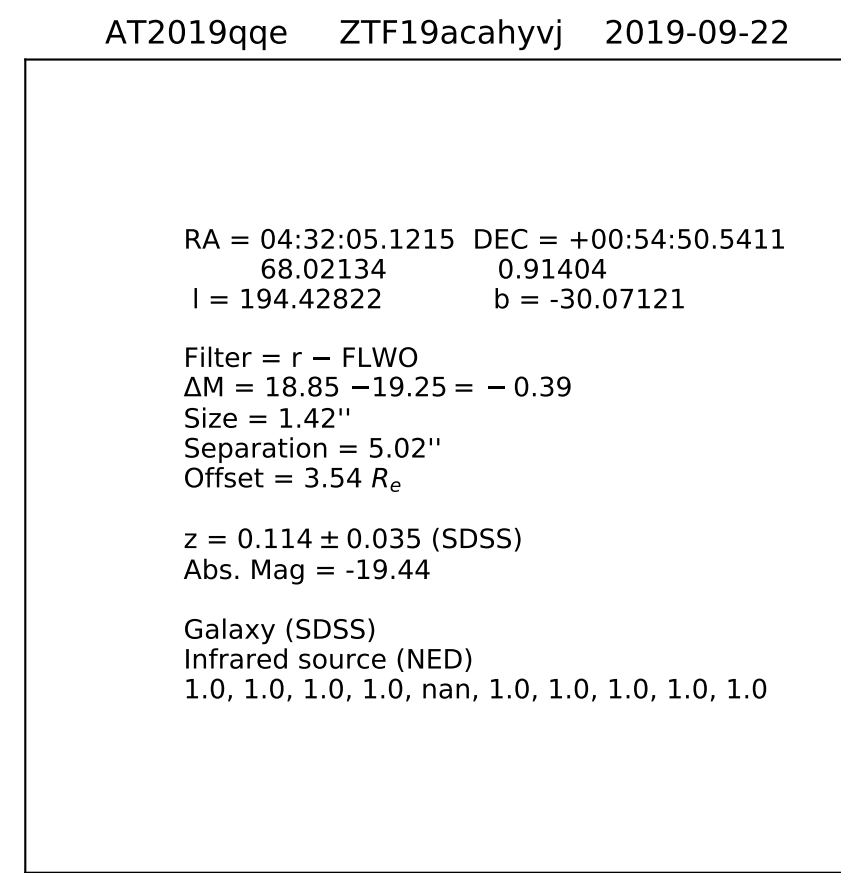 AT2019qqe ZTF19acahyvj 2019-09-22
RA = 04:32:05.1215 DEC = +00:54:50.5411
68.02134 0.91404
l = 194.42822 b = -30.07121
Filter = r − FLWO
ΔM = 18.85 −19.25 = − 0.39
Size = 1.42''
Separation = 5.02''
Offset = 3.54 Rₑ
z = 0.114 ± 0.035 (SDSS)
Abs. Mag = -19.44
Galaxy (SDSS)
Infrared source (NED)
1.0, 1.0, 1.0, 1.0, nan, 1.0, 1.0, 1.0, 1.0, 1.0